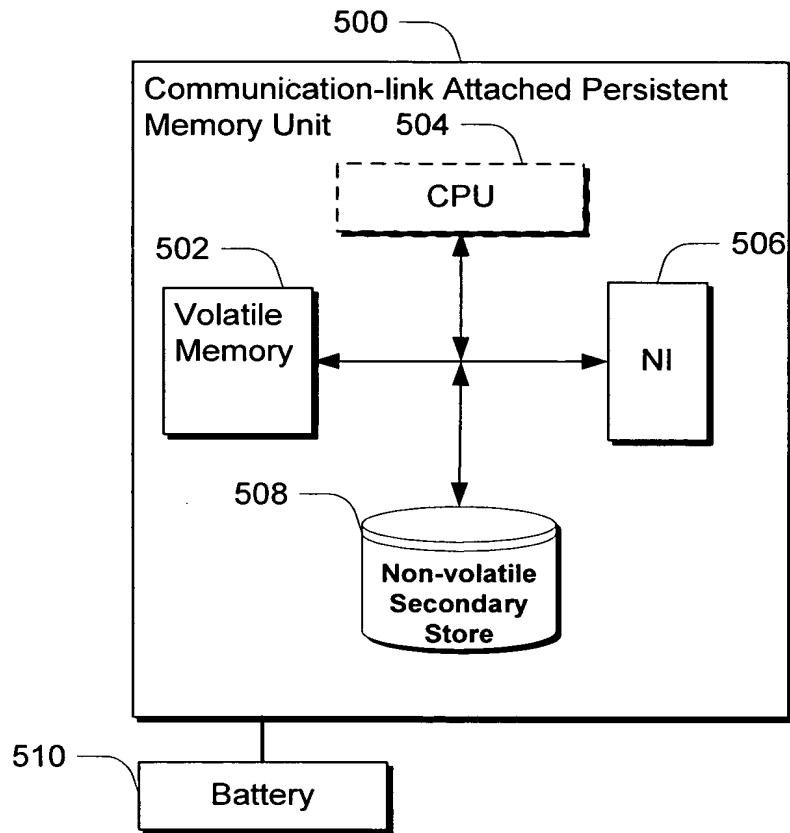 500
Communication-link Attached Persistent
Memory Unit
504
CPU
502
506
Volatile
Memory
NI
508
Non-volatile
Secondary
Store
510
Battery